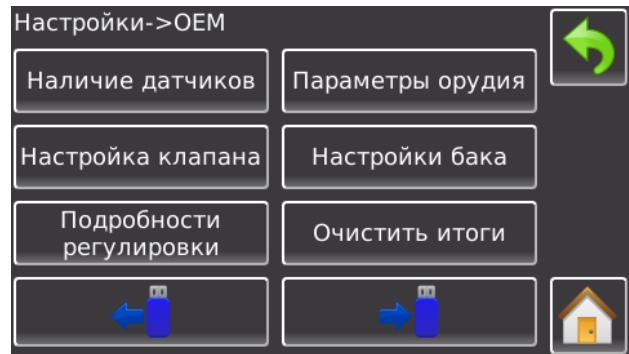 Настройки->OEM
Наличие датчиков
Параметры орудия
Настройка клапана
Настройки бака
Подробности
регулировки
Очистить итоги